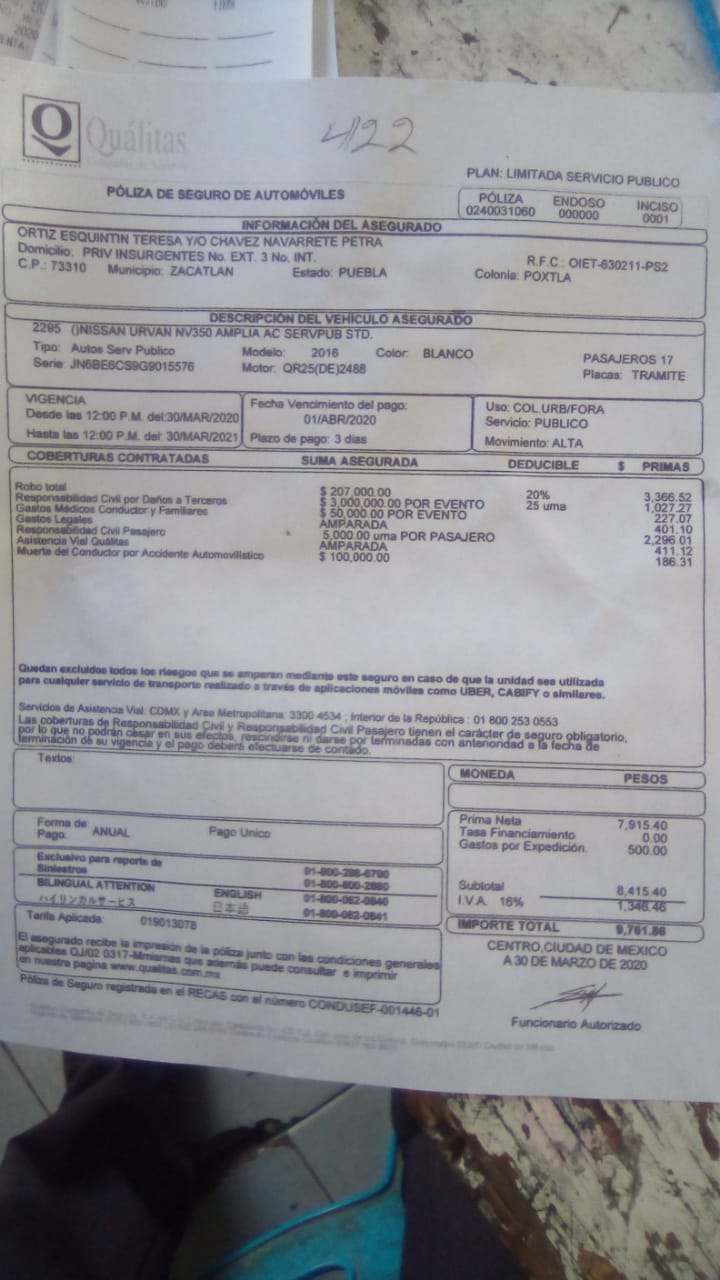 2020
ENTA
FIRMA
Q Quálitas
4122
PLAN: LIMITADA SERVICIO PUBLICO
PÓLIZA DE SEGURO DE AUTOMÓVILES
PÓLIZA ENDOSO INCISO
0240031060 000000 0001
INFORMACIÓN DEL ASEGURADO
ORTIZ ESQUINTIN TERESA Y/O CHAVEZ NAVARRETE PETRA
Domicilio: PRIV INSURGENTES No. EXT. 3 No. INT. R.F.C.: OIET-630211-PS2
C.P.: 73310 Municipio: ZACATLAN Estado: PUEBLA Colonia: POXTLA
DESCRIPCIÓN DEL VEHÍCULO ASEGURADO
2295 ()NISSAN URVAN NV350 AMPLIA AC SERVPUB STD.
Tipo: Autos Serv Publico Modelo: 2016 Color: BLANCO PASAJEROS 17
Serie: JN6BE6CS9G9015576 Motor: QR25(DE)2488 Placas: TRAMITE
VIGENCIA
Desde las 12:00 P.M. del:30/MAR/2020
Hasta las 12:00 P.M. del: 30/MAR/2021
Fecha Vencimiento del pago:
01/ABR/2020
Plazo de pago: 3 días
Uso: COL.URB/FORA
Servicio: PUBLICO
Movimiento: ALTA
COBERTURAS CONTRATADAS SUMA ASEGURADA DEDUCIBLE $ PRIMAS
Robo total $ 207,000.00 20% 3,366.52
Responsabilidad Civil por Daños a Terceros $ 3,000,000.00 POR EVENTO 25 uma 1,027.27
Gastos Médicos Conductor y Familiares $ 50,000.00 POR EVENTO 227.07
Gastos Legales AMPARADA 401.10
Responsabilidad Civil Pasajero 5,000.00 uma POR PASAJERO 2,296.01
Asistencia Vial Quálitas AMPARADA 411.12
Muerte del Conductor por Accidente Automovilístico $ 100,000.00 186.31
Quedan excluidos todos los riesgos que se amparan mediante este seguro en caso de que la unidad sea utilizada
para cualquier servicio de transporte realizado a través de aplicaciones móviles como UBER, CABIFY o similares.
Servicios de Asistencia Vial: CDMX y Area Metropolitana: 3300 4534 ; Interior de la República : 01 800 253 0553
Las coberturas de Responsabilidad Civil y Responsabilidad Civil Pasajero tienen el carácter de seguro obligatorio,
por lo que no podrán cesar en sus efectos, rescindirse ni darse por terminadas con anterioridad a la fecha de
terminación de su vigencia y el pago deberá efectuarse de contado.
Textos:
MONEDA PESOS
Forma de
Pago: ANUAL Pago Unico
Prima Neta 7,915.40
Tasa Financiamiento 0.00
Gastos por Expedición. 500.00
Subtotal 8,415.40
I.V.A. 16% 1,346.46
IMPORTE TOTAL 9,761.86
Exclusivo para reporte de
Siniestros
01-800-288-6700
01-800-800-2880
BILINGUAL ATTENTION ENGLISH 01-800-062-0840
バイリンガルサービス 日本語 01-800-062-0841
Tarifa Aplicada: 019013078
El asegurado recibe la impresión de la póliza junto con las condiciones generales
aplicables QJ/02 0317-Mmismas que además puede consultar e imprimir
en nuestra pagina www.qualitas.com.mx
Póliza de Seguro registrada en el RECAS con el número CONDUSEF-001446-01
CENTRO,CIUDAD DE MEXICO
A 30 DE MARZO DE 2020
Funcionario Autorizado